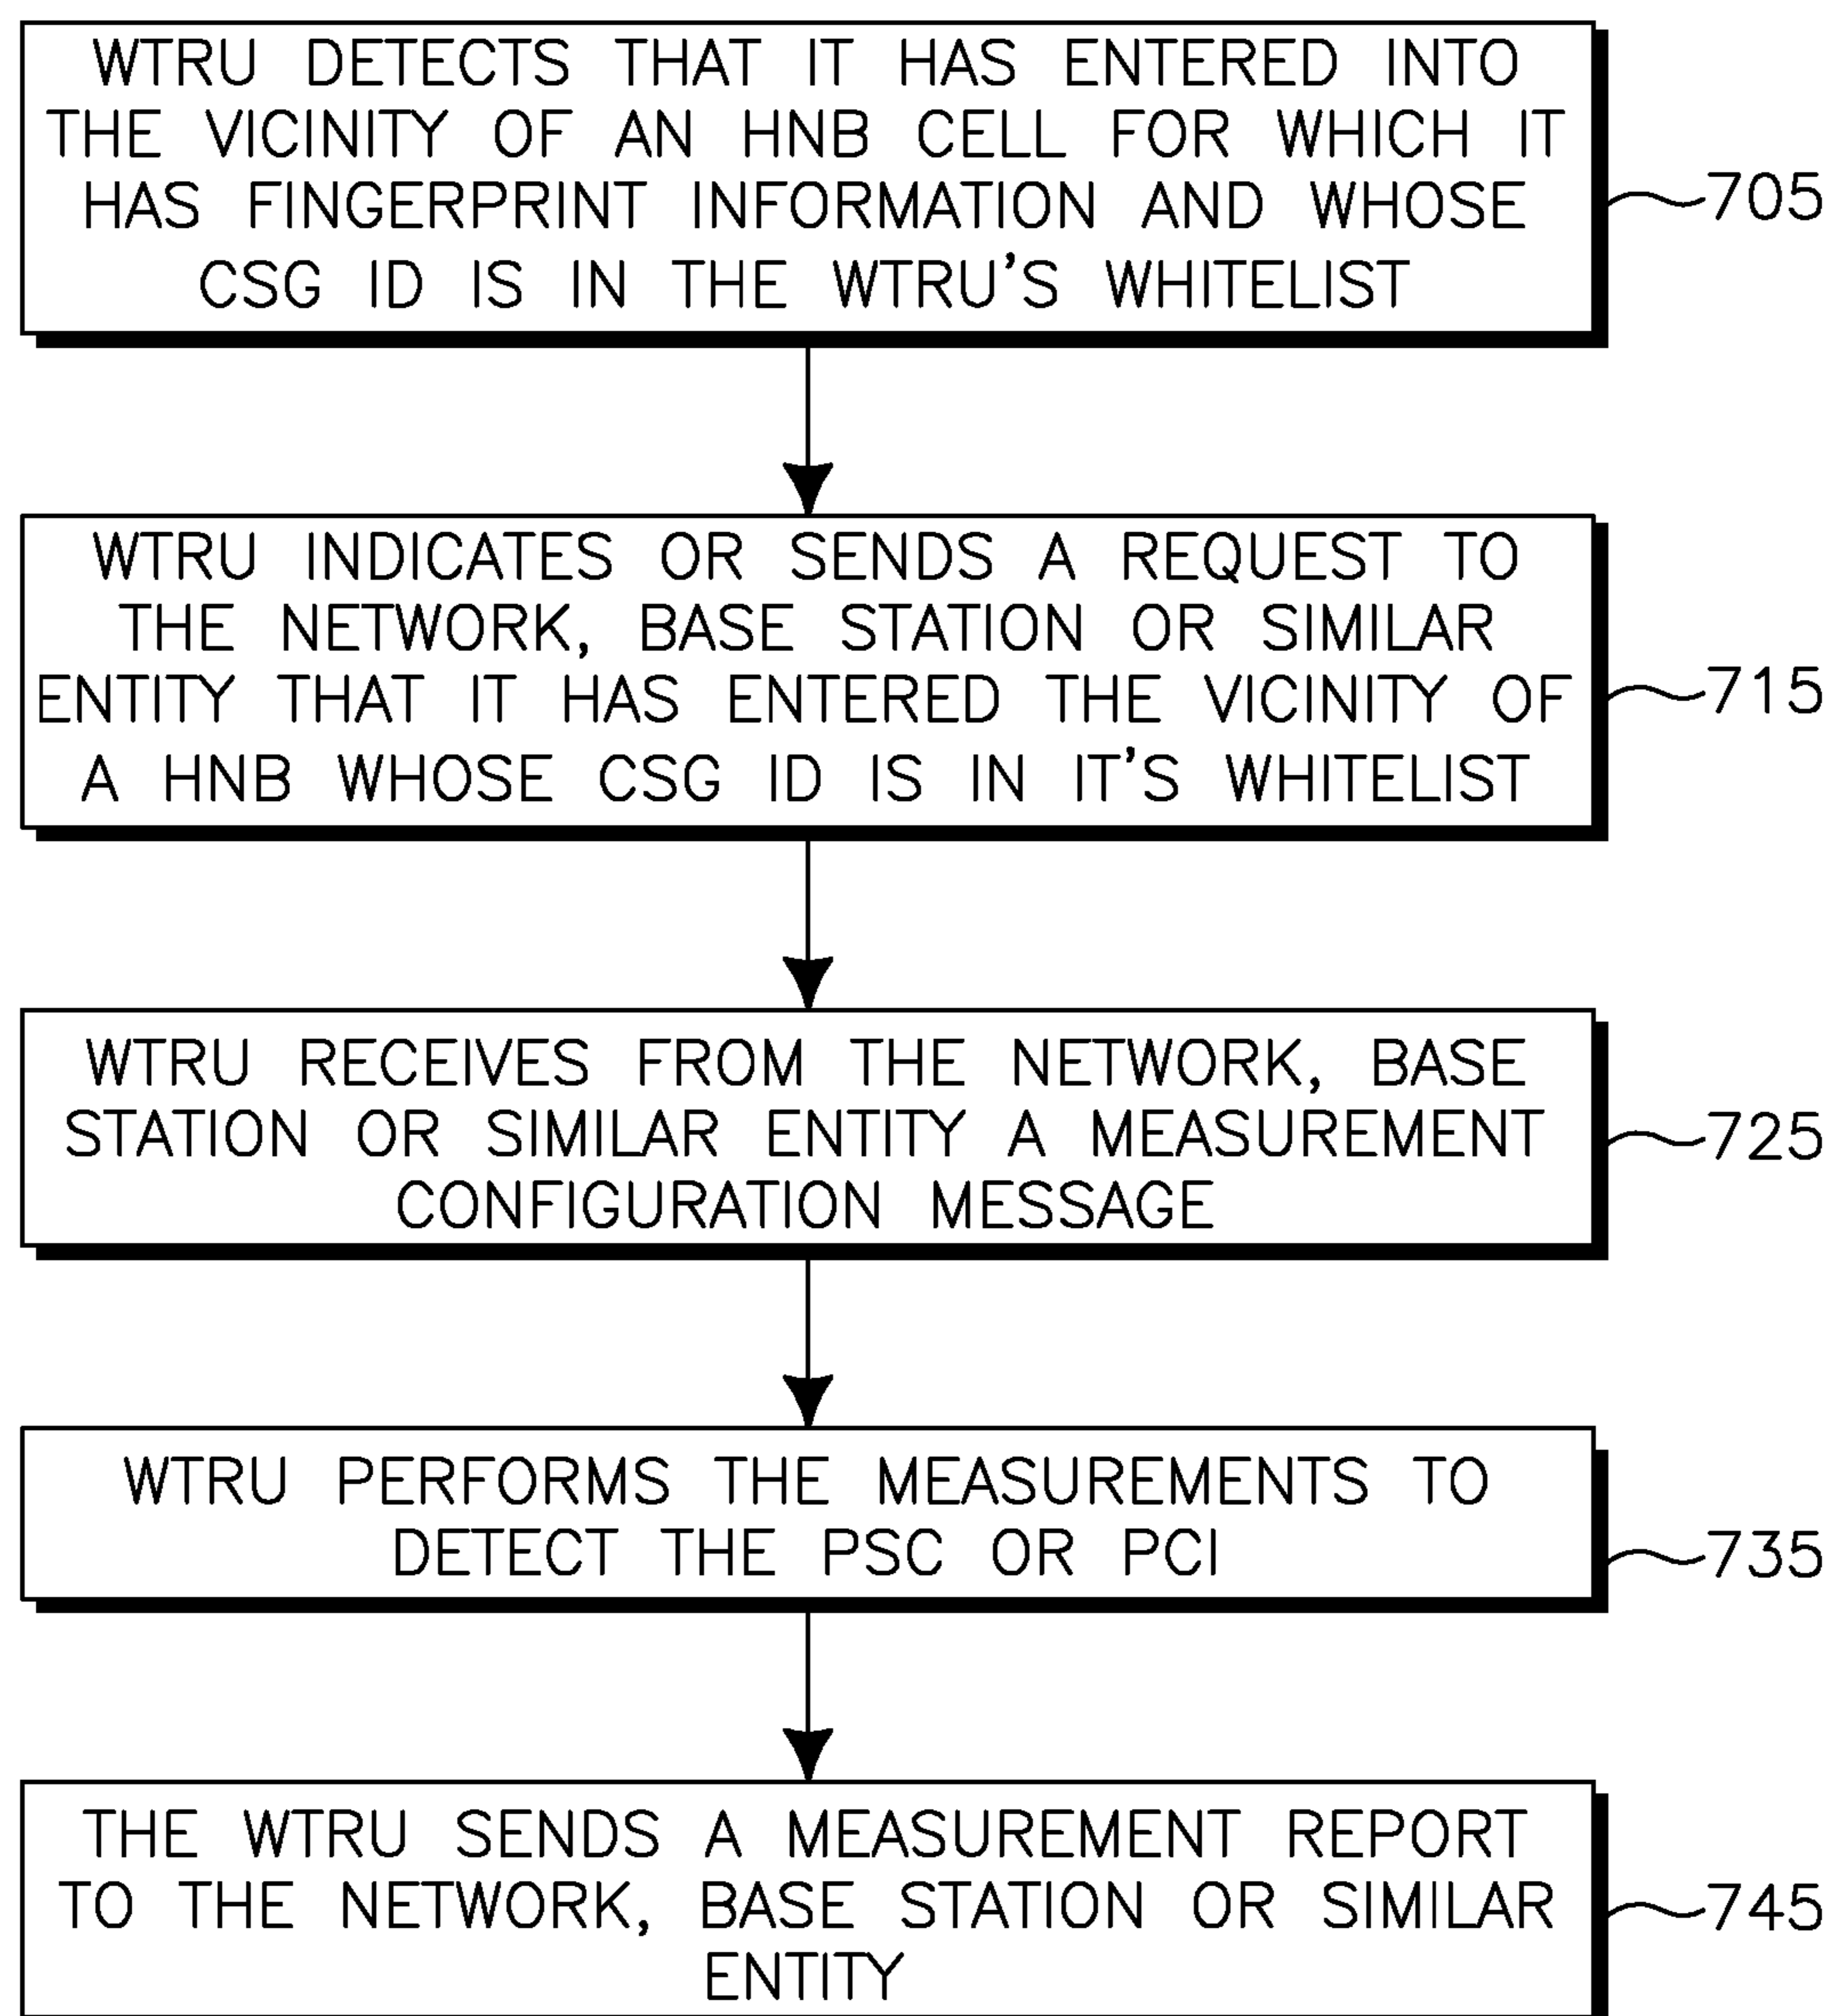 WTRU DETECTS THAT IT HAS ENTERED INTO
THE VICINITY OF AN HNB CELL FOR WHICH IT
HAS FINGERPRINT INFORMATION AND WHOSE
CSG ID IS IN THE WTRU'S WHITELIST
705
WTRU INDICATES OR SENDS A REQUEST TO
THE NETWORK, BASE STATION OR SIMILAR
ENTITY THAT IT HAS ENTERED THE VICINITY OF
A HNB WHOSE CSG ID IS IN IT'S WHITELIST
715
WTRU RECEIVES FROM THE NETWORK, BASE
STATION OR SIMILAR ENTITY A MEASUREMENT
CONFIGURATION MESSAGE
725
WTRU PERFORMS THE MEASUREMENTS TO
DETECT THE PSC OR PCI
735
THE WTRU SENDS A MEASUREMENT REPORT
TO THE NETWORK, BASE STATION OR SIMILAR
ENTITY
745